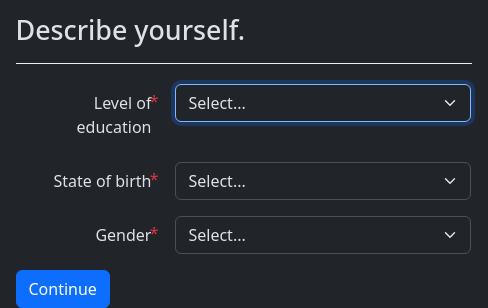 Describe yourself.
Level of* Select...
education
State of birth* Select...
Gender* Select...
Continue